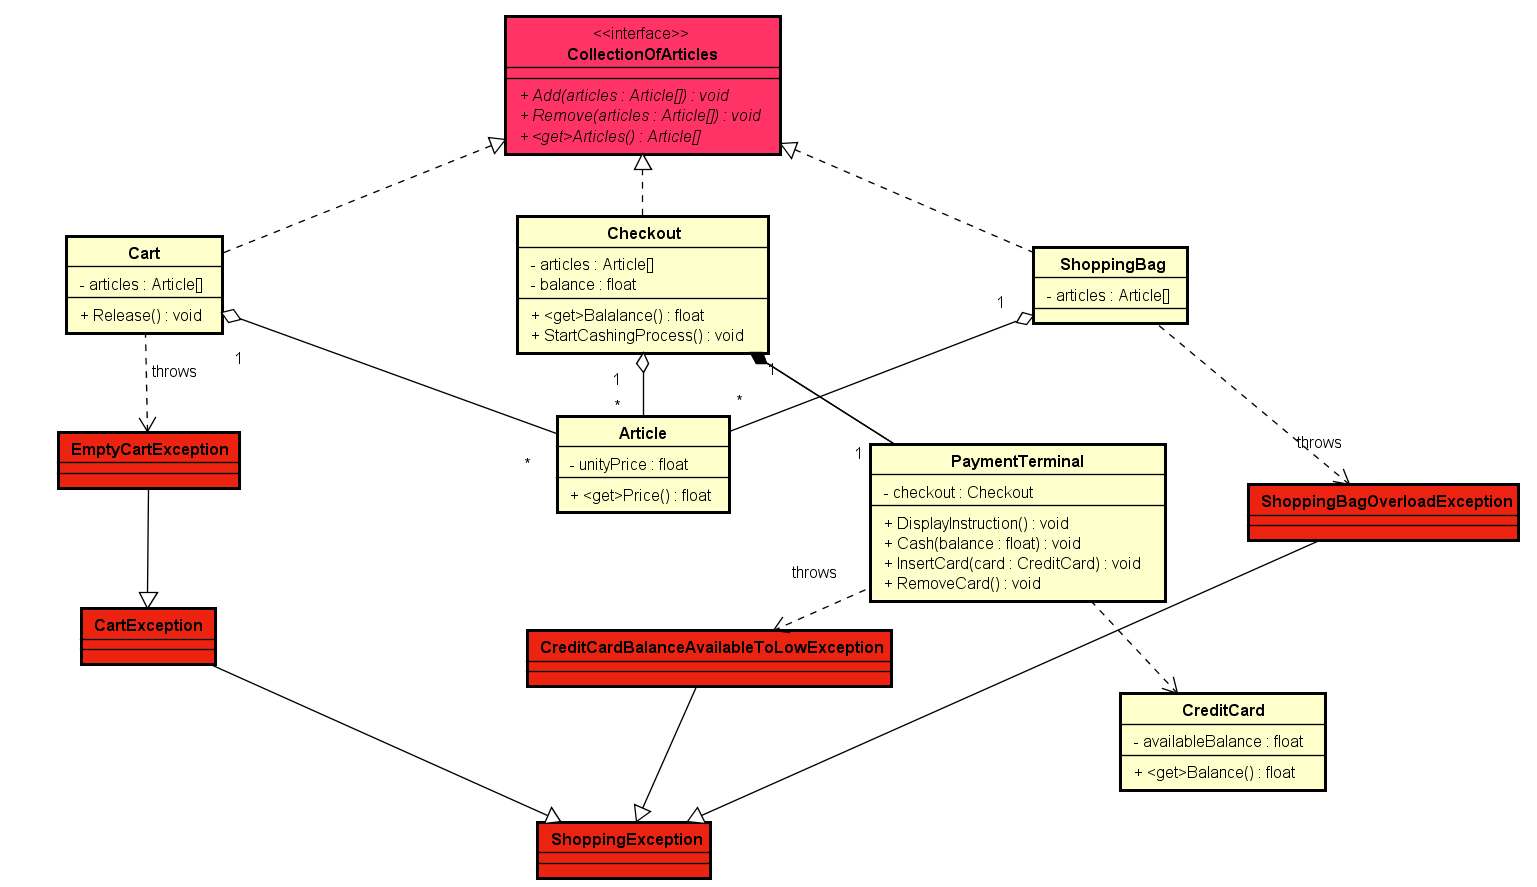 <<interface>>
CollectionOfArticles
+ Add(articles : Article[]) : void
+ Remove(articles : Article[]) : void
+ <get>Articles() : Article[]
Cart
- articles : Article[]
+ Release() : void
Checkout
- articles : Article[]
- balance : float
+ <get>Balalance() : float
+ StartCashingProcess() : void
ShoppingBag
- articles : Article[]
1
1
1
1
throws
*
*
*
1
throws
EmptyCartException
Article
- unityPrice : float
+ <get>Price() : float
PaymentTerminal
- checkout : Checkout
+ DisplayInstruction() : void
+ Cash(balance : float) : void
+ InsertCard(card : CreditCard) : void
+ RemoveCard() : void
ShoppingBagOverloadException
throws
CartException
CreditCardBalanceAvailableToLowException
CreditCard
- availableBalance : float
+ <get>Balance() : float
ShoppingException